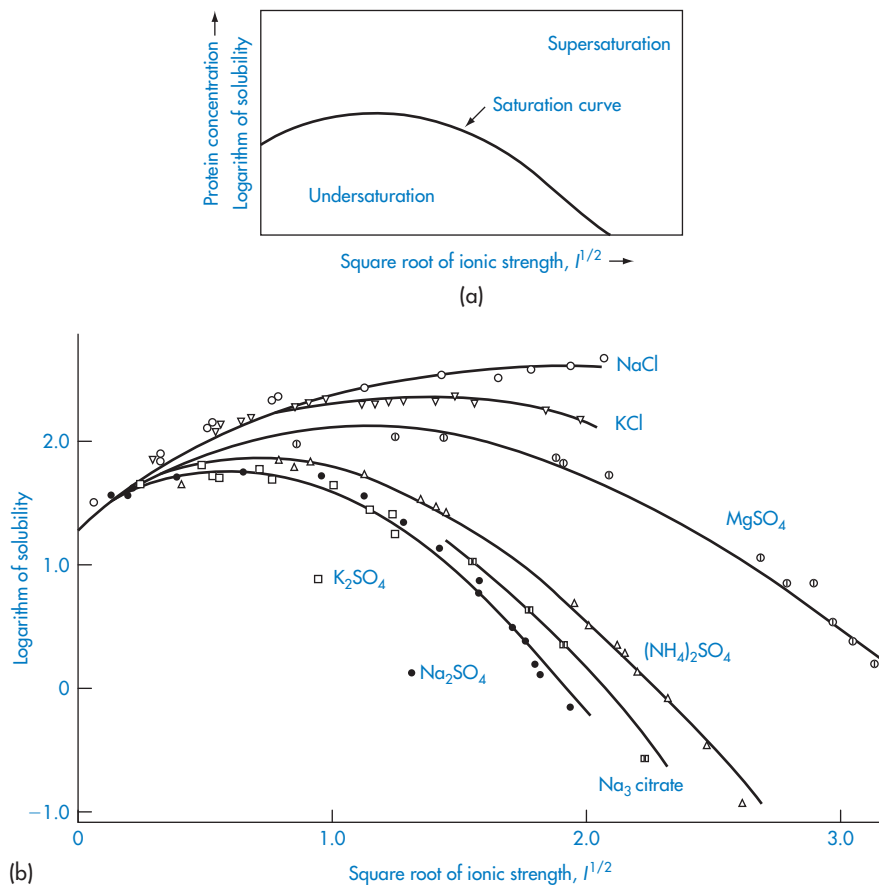 Protein concentration →
Logarithm of solubility
Supersaturation
Saturation curve
Undersaturation
Square root of ionic strength, I^1/2 →
(a)
NaCl
KCl
2.0
MgSO₄
Logarithm of solubility
1.0
K₂SO₄
(NH₄)₂SO₄
Na₂SO₄
0
Na₃ citrate
−1.0
0
1.0
2.0
3.0
(b)
Square root of ionic strength, I^1/2